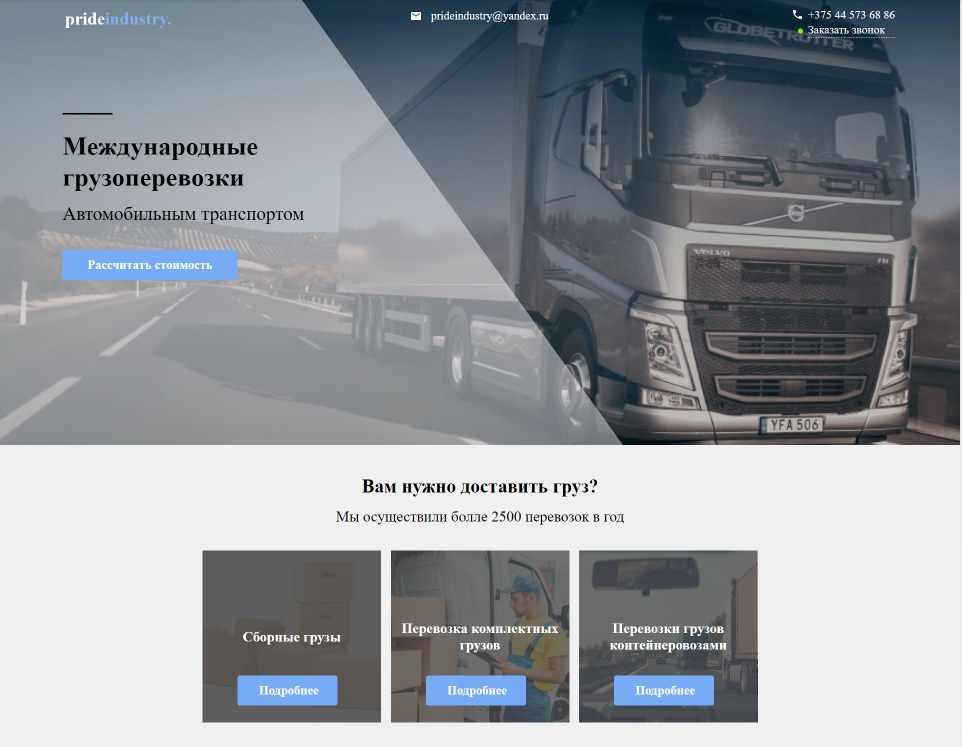 prideindustry.
prideindustry@yandex.ru
+375 44 573 68 86
Заказать звонок
GLOBETROTTER
Международные
грузоперевозки
Автомобильным транспортом
Рассчитать стоимость
VOLVO
FH
YFA 506
Вам нужно доставить груз?
Мы осуществили болле 2500 перевозок в год
Сборные грузы
Подробнее
Перевозка комплектных
грузов
Подробнее
Перевозки грузов
контейнеровозами
Подробнее